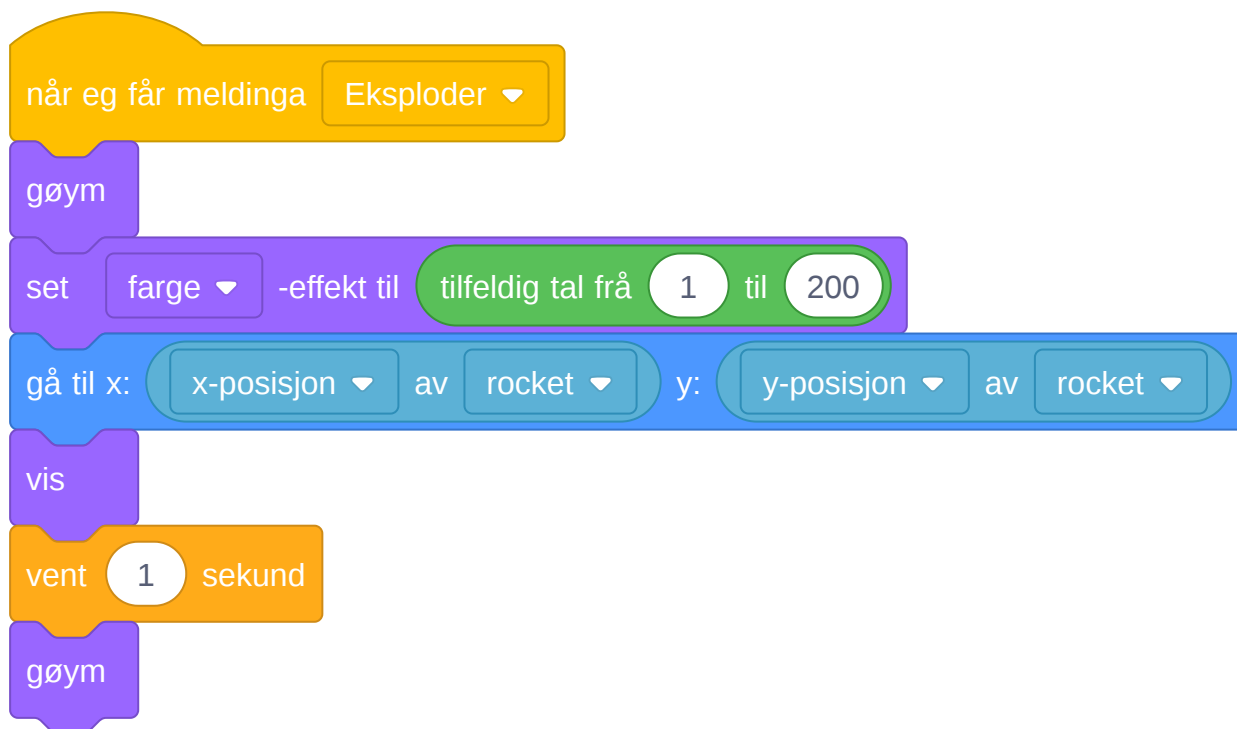 når eg får meldinga Eksploder
gøym
set farge -effekt til tilfeldig tal frå 1 til 200
gå til x: x-posisjon av rocket y: y-posisjon av rocket
vis
vent 1 sekund
gøym